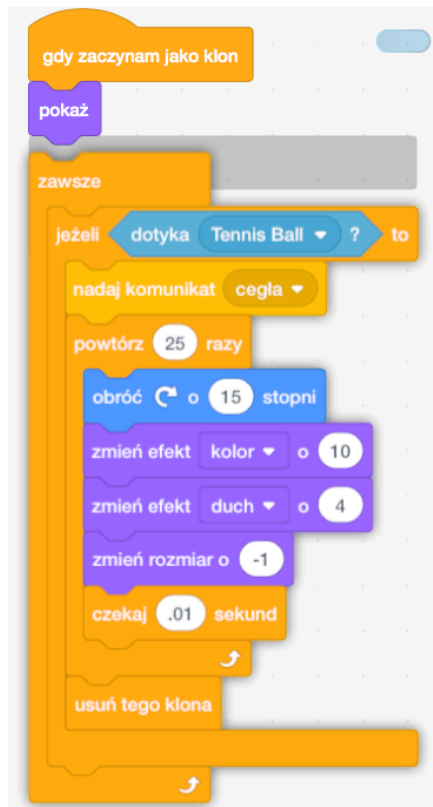 gdy zaczynam jako klon
pokaż
zawsze
jeżeli dotyka Tennis Ball ? to
nadaj komunikat cegła
powtórz 25 razy
obróć o 15 stopni
zmień efekt kolor o 10
zmień efekt duch o 4
zmień rozmiar o -1
czekaj .01 sekund
usuń tego klona